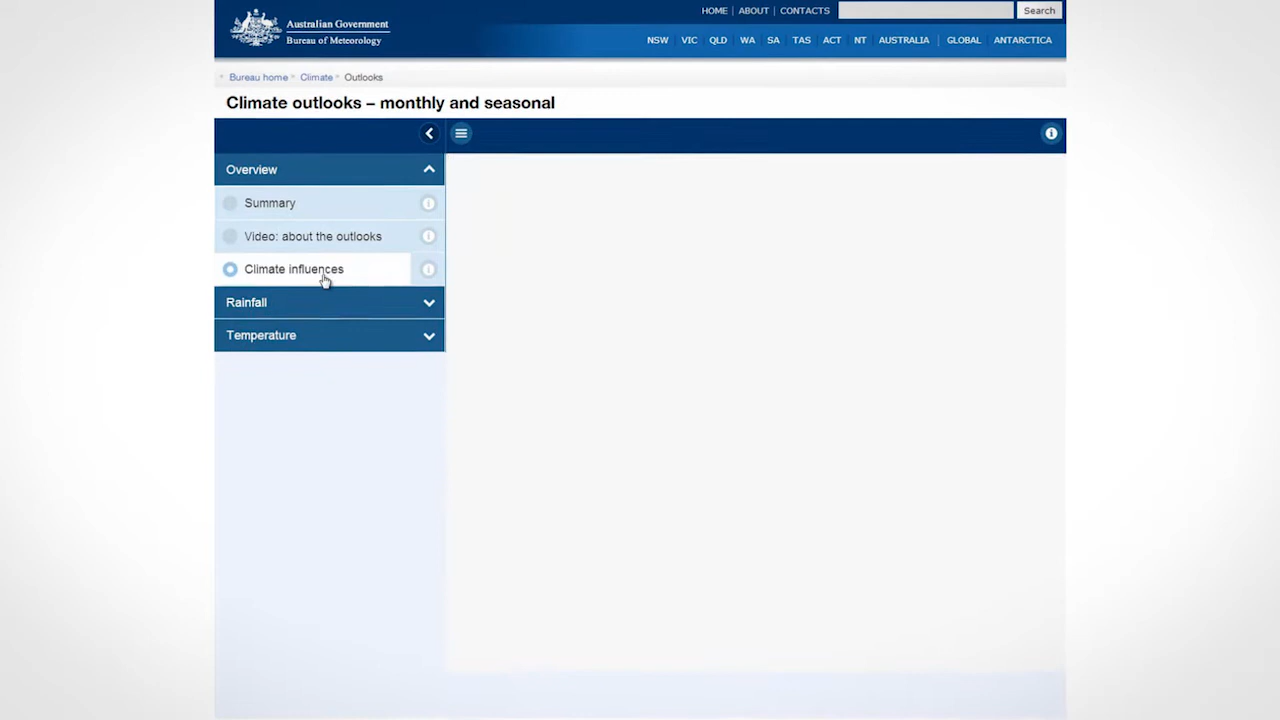 HOME | ABOUT | CONTACTS
Search
Australian Government
Bureau of Meteorology
NSW VIC QLD WA SA TAS ACT NT AUSTRALIA | GLOBAL ANTARCTICA
Bureau home Climate Outlooks
Climate outlooks – monthly and seasonal
Overview
Summary
Video: about the outlooks
Climate influences
Rainfall
Temperature